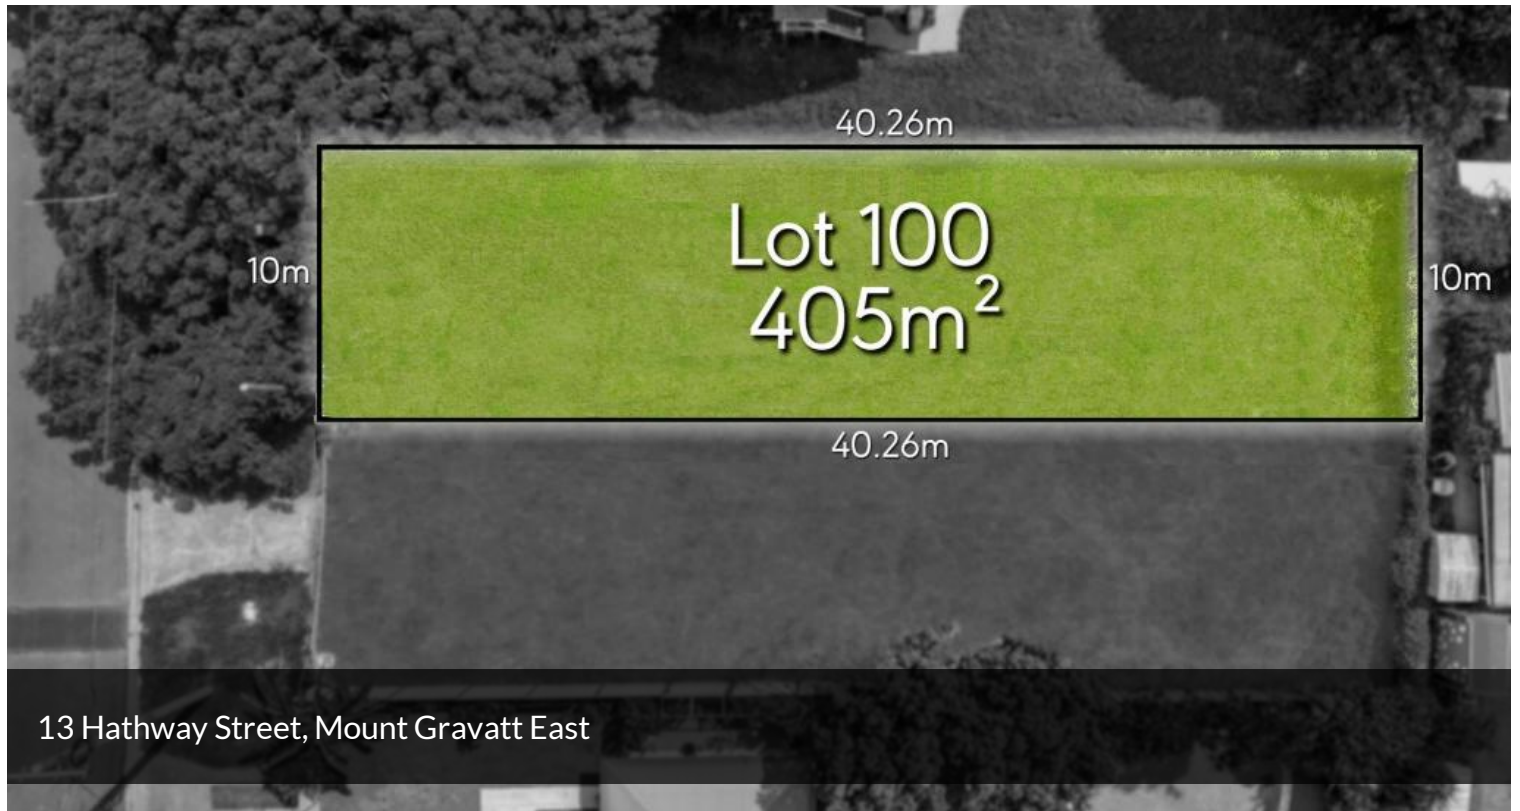 40.26m
Lot 100
10m
10m
405m²
40.26m
13 Hathway Street, Mount Gravatt East